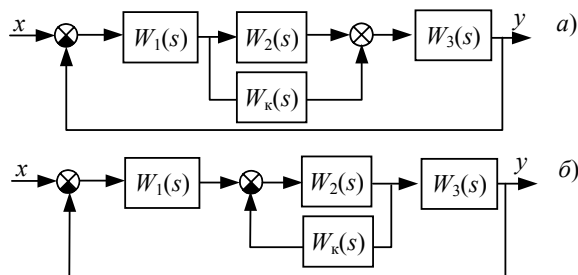 x W₁(s) W₂(s) W₃(s) y а)
Wк(s)
x W₁(s) W₂(s) W₃(s) y б)
Wк(s)